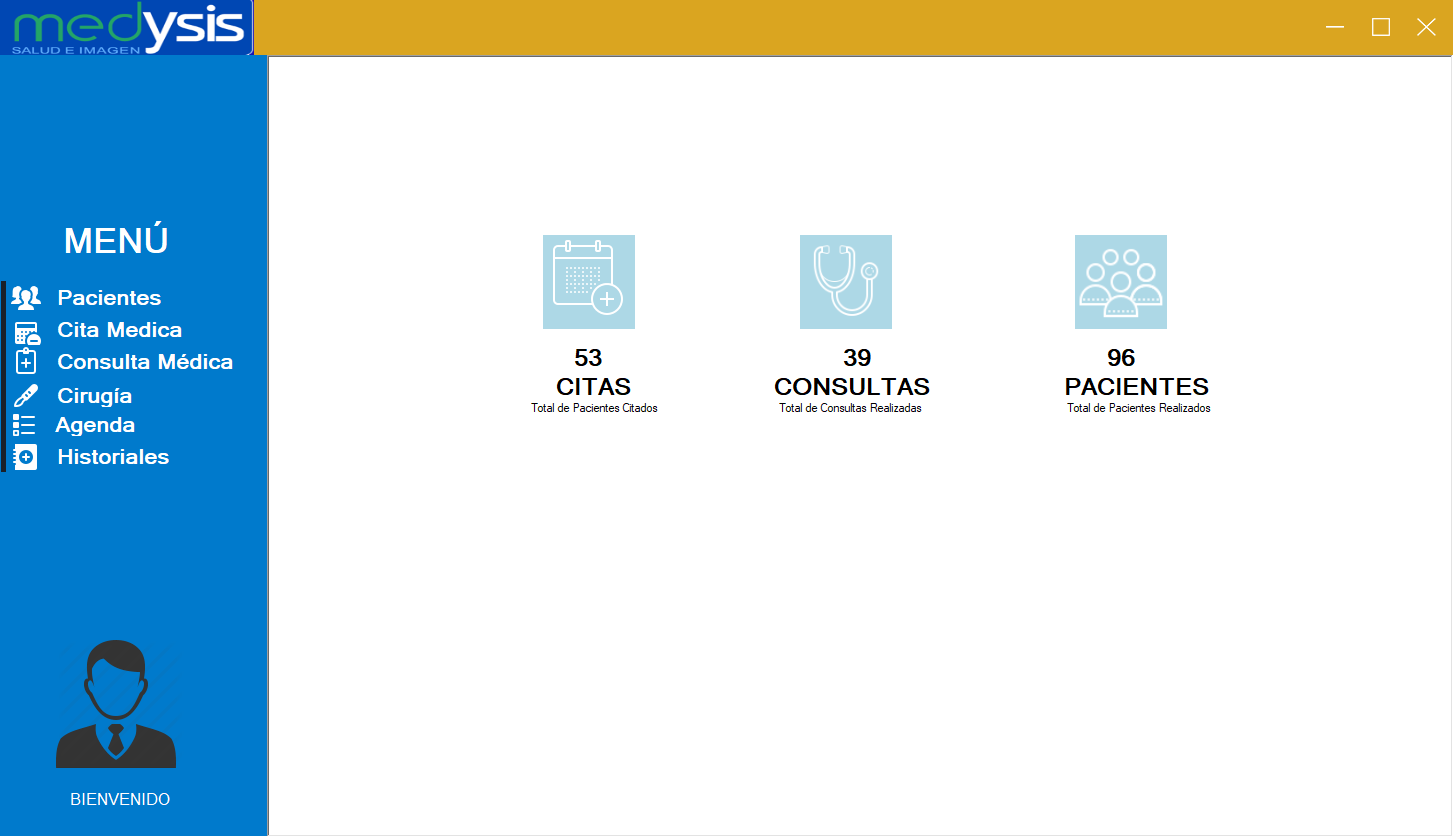 medysis
SALUD E IMAGEN
MENÚ
Pacientes
Cita Medica
Consulta Médica
Cirugía
Agenda
Historiales
BIENVENIDO
53
CITAS
Total de Pacientes Citados
39
CONSULTAS
Total de Consultas Realizadas
96
PACIENTES
Total de Pacientes Realizados